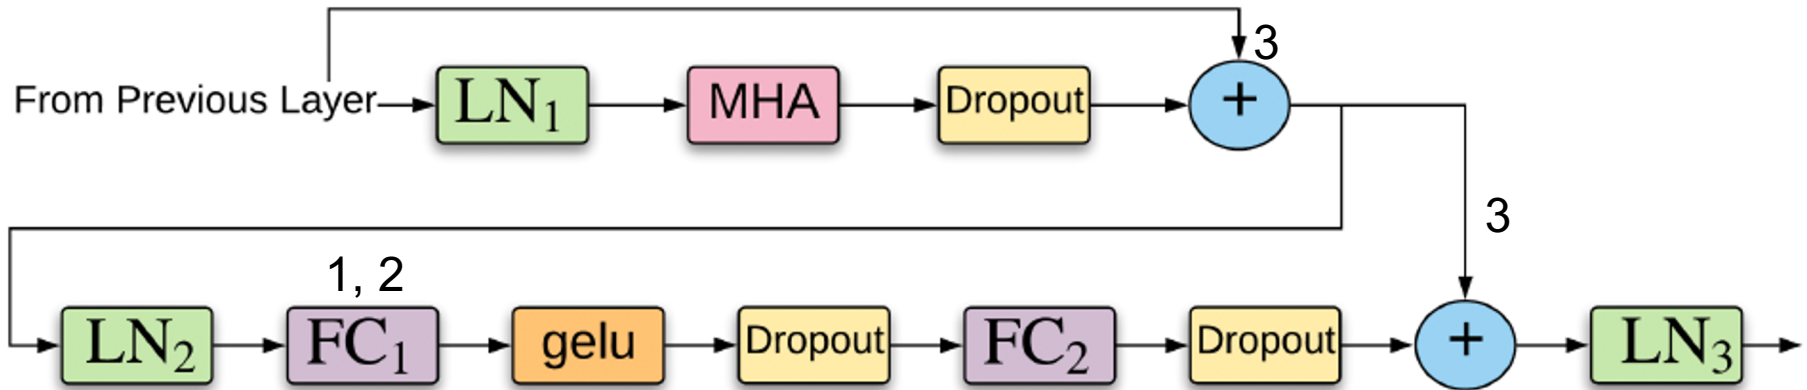 3
From Previous Layer LN1 MHA Dropout +
3
1, 2
LN2 FC1 gelu Dropout FC2 Dropout + LN3